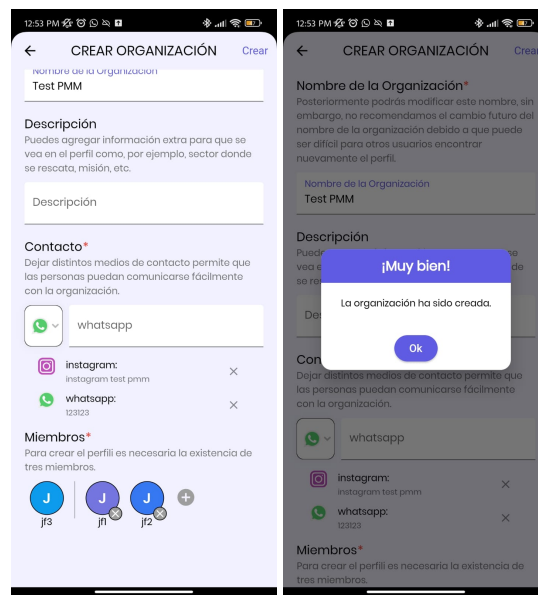 12:53 PM
CREAR ORGANIZACIÓN
Crear
Nombre de la Organización
Test PMM
Descripción
Puedes agregar información extra para que se
vea en el perfil como, por ejemplo, sector donde
se rescata, misión, etc.
Descripción
Contacto*
Dejar distintos medios de contacto permite que
las personas puedan comunicarse fácilmente
con la organización.
whatsapp
instagram:
instagram test pmm
whatsapp:
123123
Miembros*
Para crear el perfili es necesaria la existencia de
tres miembros.
J
J
J
jf3
jf1
jf2
12:53 PM
CREAR ORGANIZACIÓN
Crear
Nombre de la Organización*
Posteriormente podrás modificar este nombre, sin
embargo, no recomendamos el cambio futuro del
nombre de la organización debido a que puede
ser difícil para otros usuarios encontrar
nuevamente el perfil.
Nombre de la Organización
Test PMM
Descripción
¡Muy bien!
La organización ha sido creada.
Ok
Dejar distintos medios de contacto permite que
las personas puedan comunicarse fácilmente
con la organización.
whatsapp
instagram:
instagram test pmm
whatsapp:
123123
Miembros*
Para crear el perfili es necesaria la existencia de
tres miembros.